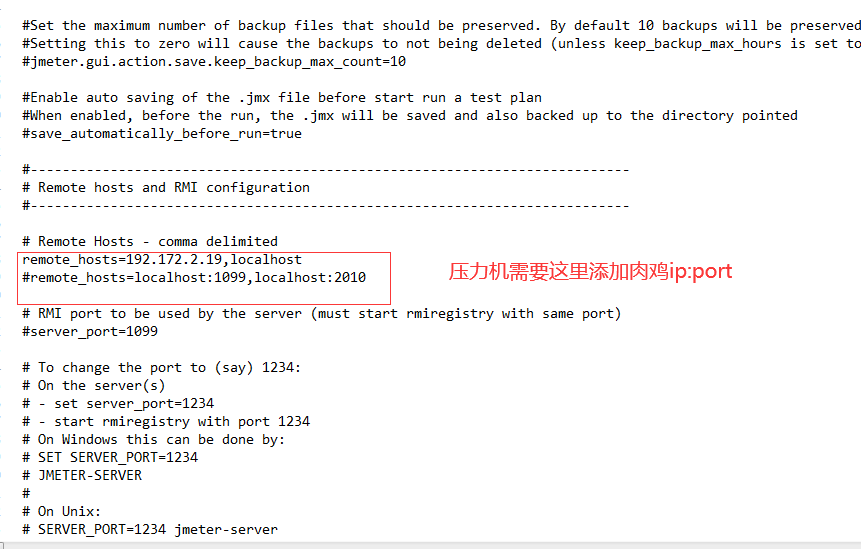 #Set the maximum number of backup files that should be preserved. By default 10 backups will be preserved
#Setting this to zero will cause the backups to not being deleted (unless keep_backup_max_hours is set to
#jmeter.gui.action.save.keep_backup_max_count=10
#Enable auto saving of the .jmx file before start run a test plan
#When enabled, before the run, the .jmx will be saved and also backed up to the directory pointed
#save_automatically_before_run=true
#---------------------------------------------------------------------------
# Remote hosts and RMI configuration
#---------------------------------------------------------------------------
# Remote Hosts - comma delimited
remote_hosts=192.172.2.19,localhost
#remote_hosts=localhost:1099,localhost:2010
压力机需要这里添加肉鸡ip:port
# RMI port to be used by the server (must start rmiregistry with same port)
#server_port=1099
# To change the port to (say) 1234:
# On the server(s)
# - set server_port=1234
# - start rmiregistry with port 1234
# On Windows this can be done by:
# SET SERVER_PORT=1234
# JMETER-SERVER
#
# On Unix:
# SERVER_PORT=1234 jmeter-server